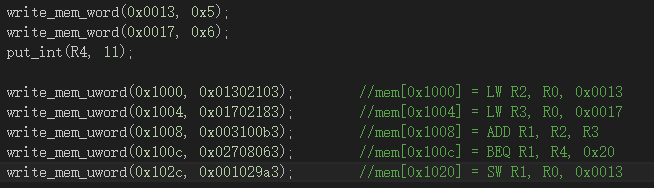 write_mem_word(0x0013, 0x5);
write_mem_word(0x0017, 0x6);
put_int(R4, 11);
write_mem_uword(0x1000, 0x01302103); //mem[0x1000] = LW R2, R0, 0x0013
write_mem_uword(0x1004, 0x01702183); //mem[0x1004] = LW R3, R0, 0x0017
write_mem_uword(0x1008, 0x003100b3); //mem[0x1008] = ADD R1, R2, R3
write_mem_uword(0x100c, 0x02708063); //mem[0x100c] = BEQ R1, R4, 0x20
write_mem_uword(0x102c, 0x001029a3); //mem[0x1020] = SW R1, R0, 0x0013